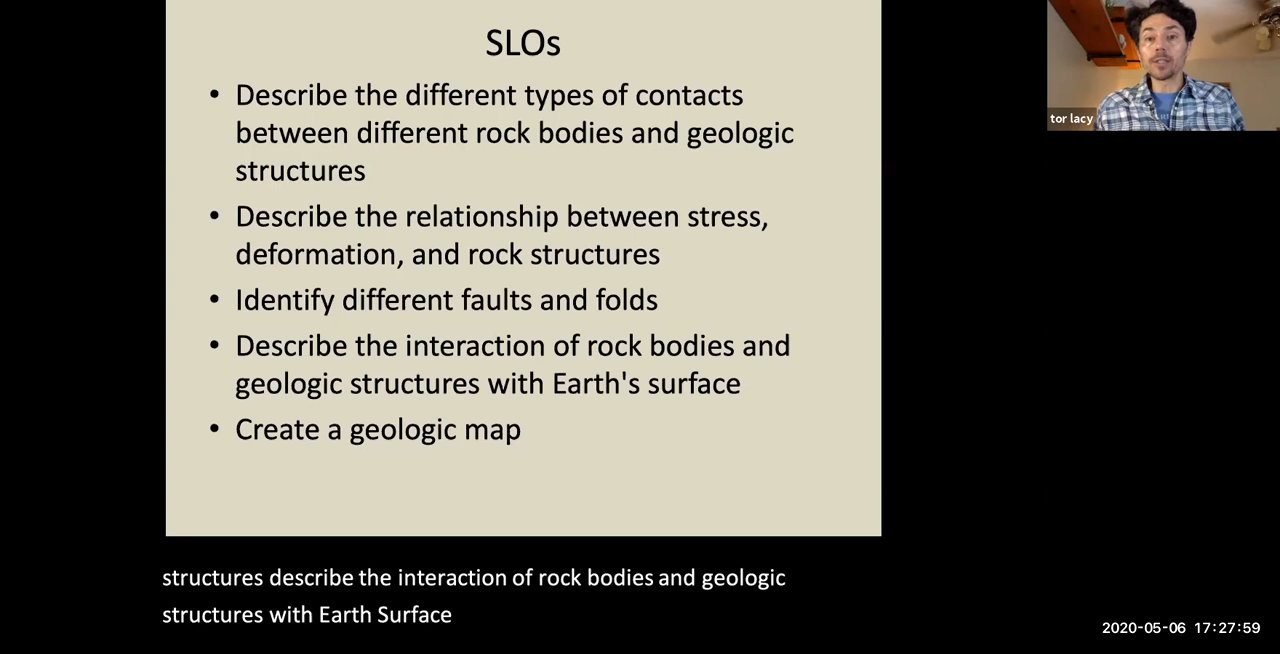 SLOs
• Describe the different types of contacts
between different rock bodies and geologic
structures
• Describe the relationship between stress,
deformation, and rock structures
• Identify different faults and folds
• Describe the interaction of rock bodies and
geologic structures with Earth's surface
• Create a geologic map
tor lacy
structures describe the interaction of rock bodies and geologic
structures with Earth Surface
2020-05-06 17:27:59